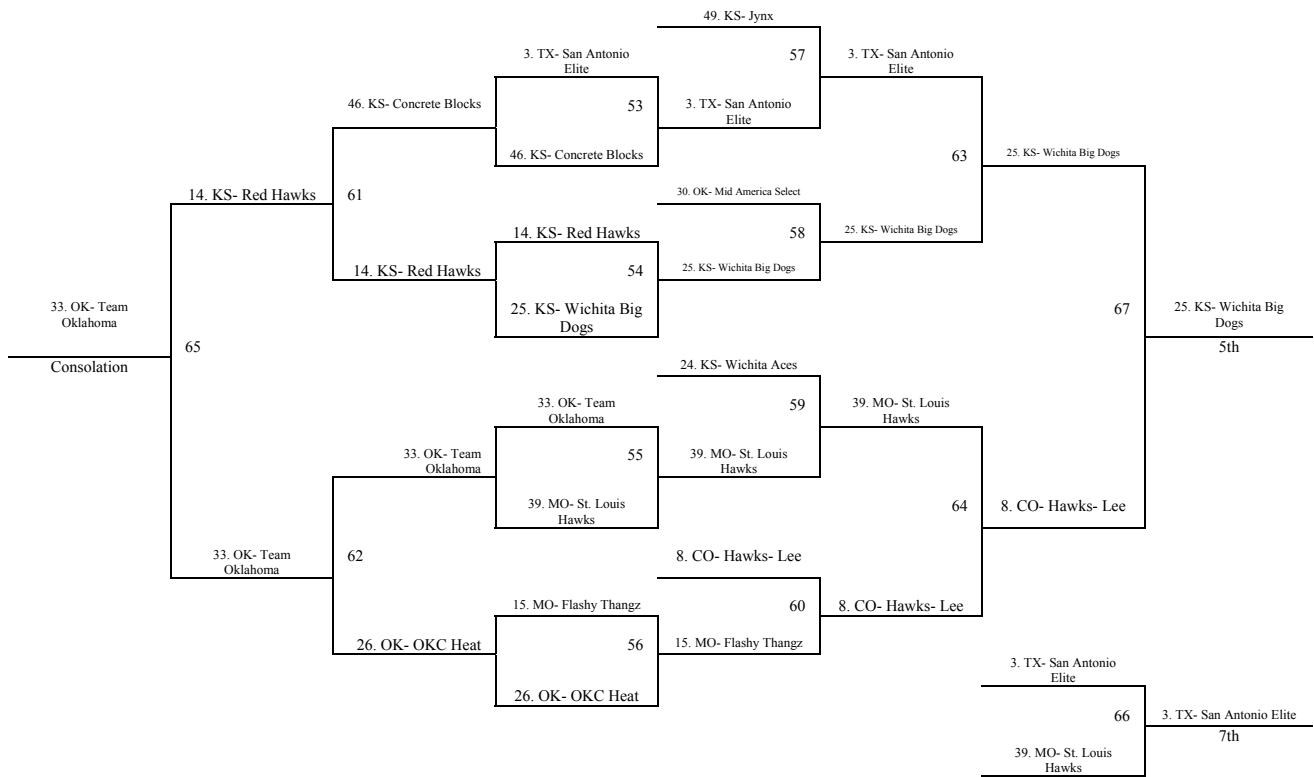 49. KS- Jynx
3. TX- San Antonio
Elite
57
3. TX- San Antonio
Elite
46. KS- Concrete Blocks
53
3. TX- San Antonio
Elite
46. KS- Concrete Blocks
63
25. KS- Wichita Big Dogs
14. KS- Red Hawks
61
30. OK- Mid America Select
14. KS- Red Hawks
58
25. KS- Wichita Big Dogs
14. KS- Red Hawks
54
25. KS- Wichita Big Dogs
25. KS- Wichita Big
Dogs
33. OK- Team
Oklahoma
Consolation
65
67
25. KS- Wichita Big
Dogs
5th
24. KS- Wichita Aces
33. OK- Team
Oklahoma
59
39. MO- St. Louis
Hawks
33. OK- Team
Oklahoma
55
39. MO- St. Louis
Hawks
39. MO- St. Louis
Hawks
64
8. CO- Hawks- Lee
33. OK- Team
Oklahoma
62
8. CO- Hawks- Lee
15. MO- Flashy Thangz
60
8. CO- Hawks- Lee
26. OK- OKC Heat
56
15. MO- Flashy Thangz
26. OK- OKC Heat
3. TX- San Antonio
Elite
66
3. TX- San Antonio Elite
7th
39. MO- St. Louis
Hawks